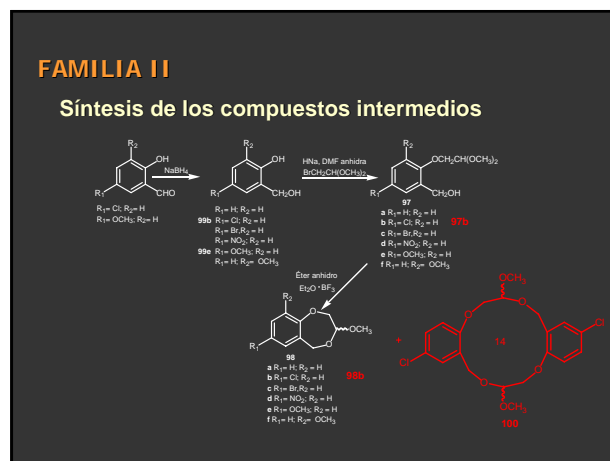 FAMILIA II
Síntesis de los compuestos intermedios
R2
OH
R1
CHO
R1= Cl; R2= H
R1= OCH3; R2= H
NaBH4
R2
OH
R1
CH2OH
R1= H; R2 = H
99b R1= Cl; R2 = H
R1= Br; R2 = H
R1= NO2; R2 = H
99e R1= OCH3; R2 = H
R1= H; R2= OCH3
HNa, DMF anhidra
BrCH2CH(OCH3)2
R2
OCH2CH(OCH3)2
R1
CH2OH
97
a R1= H; R2 = H
b R1= Cl; R2 = H
c R1= Br,R2 = H
d R1= NO2; R2 = H
e R1= OCH3; R2 = H
f R1= H; R2= OCH3
97b
Éter anhidro
Et2O · BF3
R2
O
OCH3
O
R1
98
a R1= H; R2 = H
b R1= Cl; R2 = H
c R1= Br,R2 = H
d R1= NO2; R2 = H
e R1= OCH3; R2 = H
f R1= H; R2= OCH3
98b
+
OCH3
O
O
Cl
14
Cl
O
O
OCH3
100